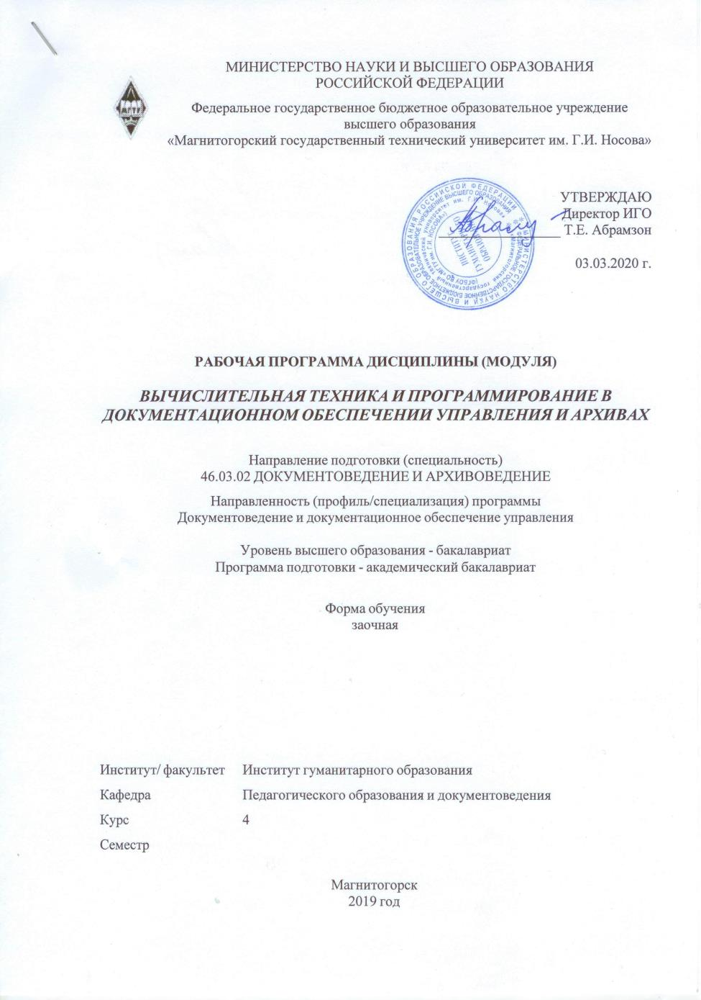 МИНИСТЕРСТВО НАУКИ И ВЫСШЕГО ОБРАЗОВАНИЯ
РОССИЙСКОЙ ФЕДЕРАЦИИ
Федеральное государственное бюджетное образовательное учреждение
высшего образования
«Магнитогорский государственный технический университет им. Г.И. Носова»
УТВЕРЖДАЮ
Директор ИГО
Т.Е. Абрамзон
03.03.2020 г.
РАБОЧАЯ ПРОГРАММА ДИСЦИПЛИНЫ (МОДУЛЯ)
ВЫЧИСЛИТЕЛЬНАЯ ТЕХНИКА И ПРОГРАММИРОВАНИЕ В
ДОКУМЕНТАЦИОННОМ ОБЕСПЕЧЕНИИ УПРАВЛЕНИЯ И АРХИВАХ
Направление подготовки (специальность)
46.03.02 ДОКУМЕНТОВЕДЕНИЕ И АРХИВОВЕДЕНИЕ
Направленность (профиль/специализация) программы
Документоведение и документационное обеспечение управления
Уровень высшего образования - бакалавриат
Программа подготовки - академический бакалавриат
Форма обучения
заочная
Институт/ факультет Институт гуманитарного образования
Кафедра Педагогического образования и документоведения
Курс 4
Семестр
Магнитогорск
2019 год